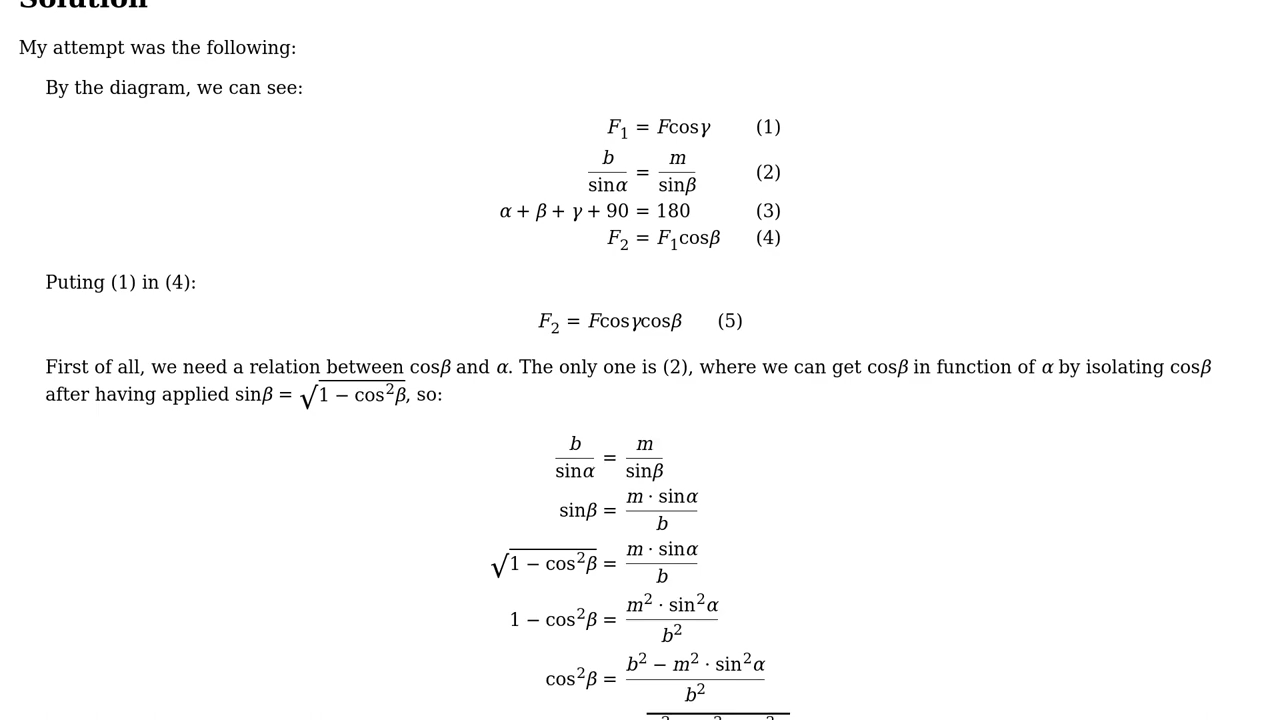 Solution
My attempt was the following:
By the diagram, we can see:
F₁ = Fcosγ (1)
b/sinα = m/sinβ (2)
α + β + γ + 90 = 180 (3)
F₂ = F₁cosβ (4)
Puting (1) in (4):
F₂ = Fcosγcosβ (5)
First of all, we need a relation between cosβ and α. The only one is (2), where we can get cosβ in function of α by isolating cosβ
after having applied sinβ = √(1 − cos²β), so:
b/sinα = m/sinβ
sinβ = (m · sinα)/b
√(1 − cos²β) = (m · sinα)/b
1 − cos²β = (m² · sin²α)/b²
cos²β = (b² − m² · sin²α)/b²